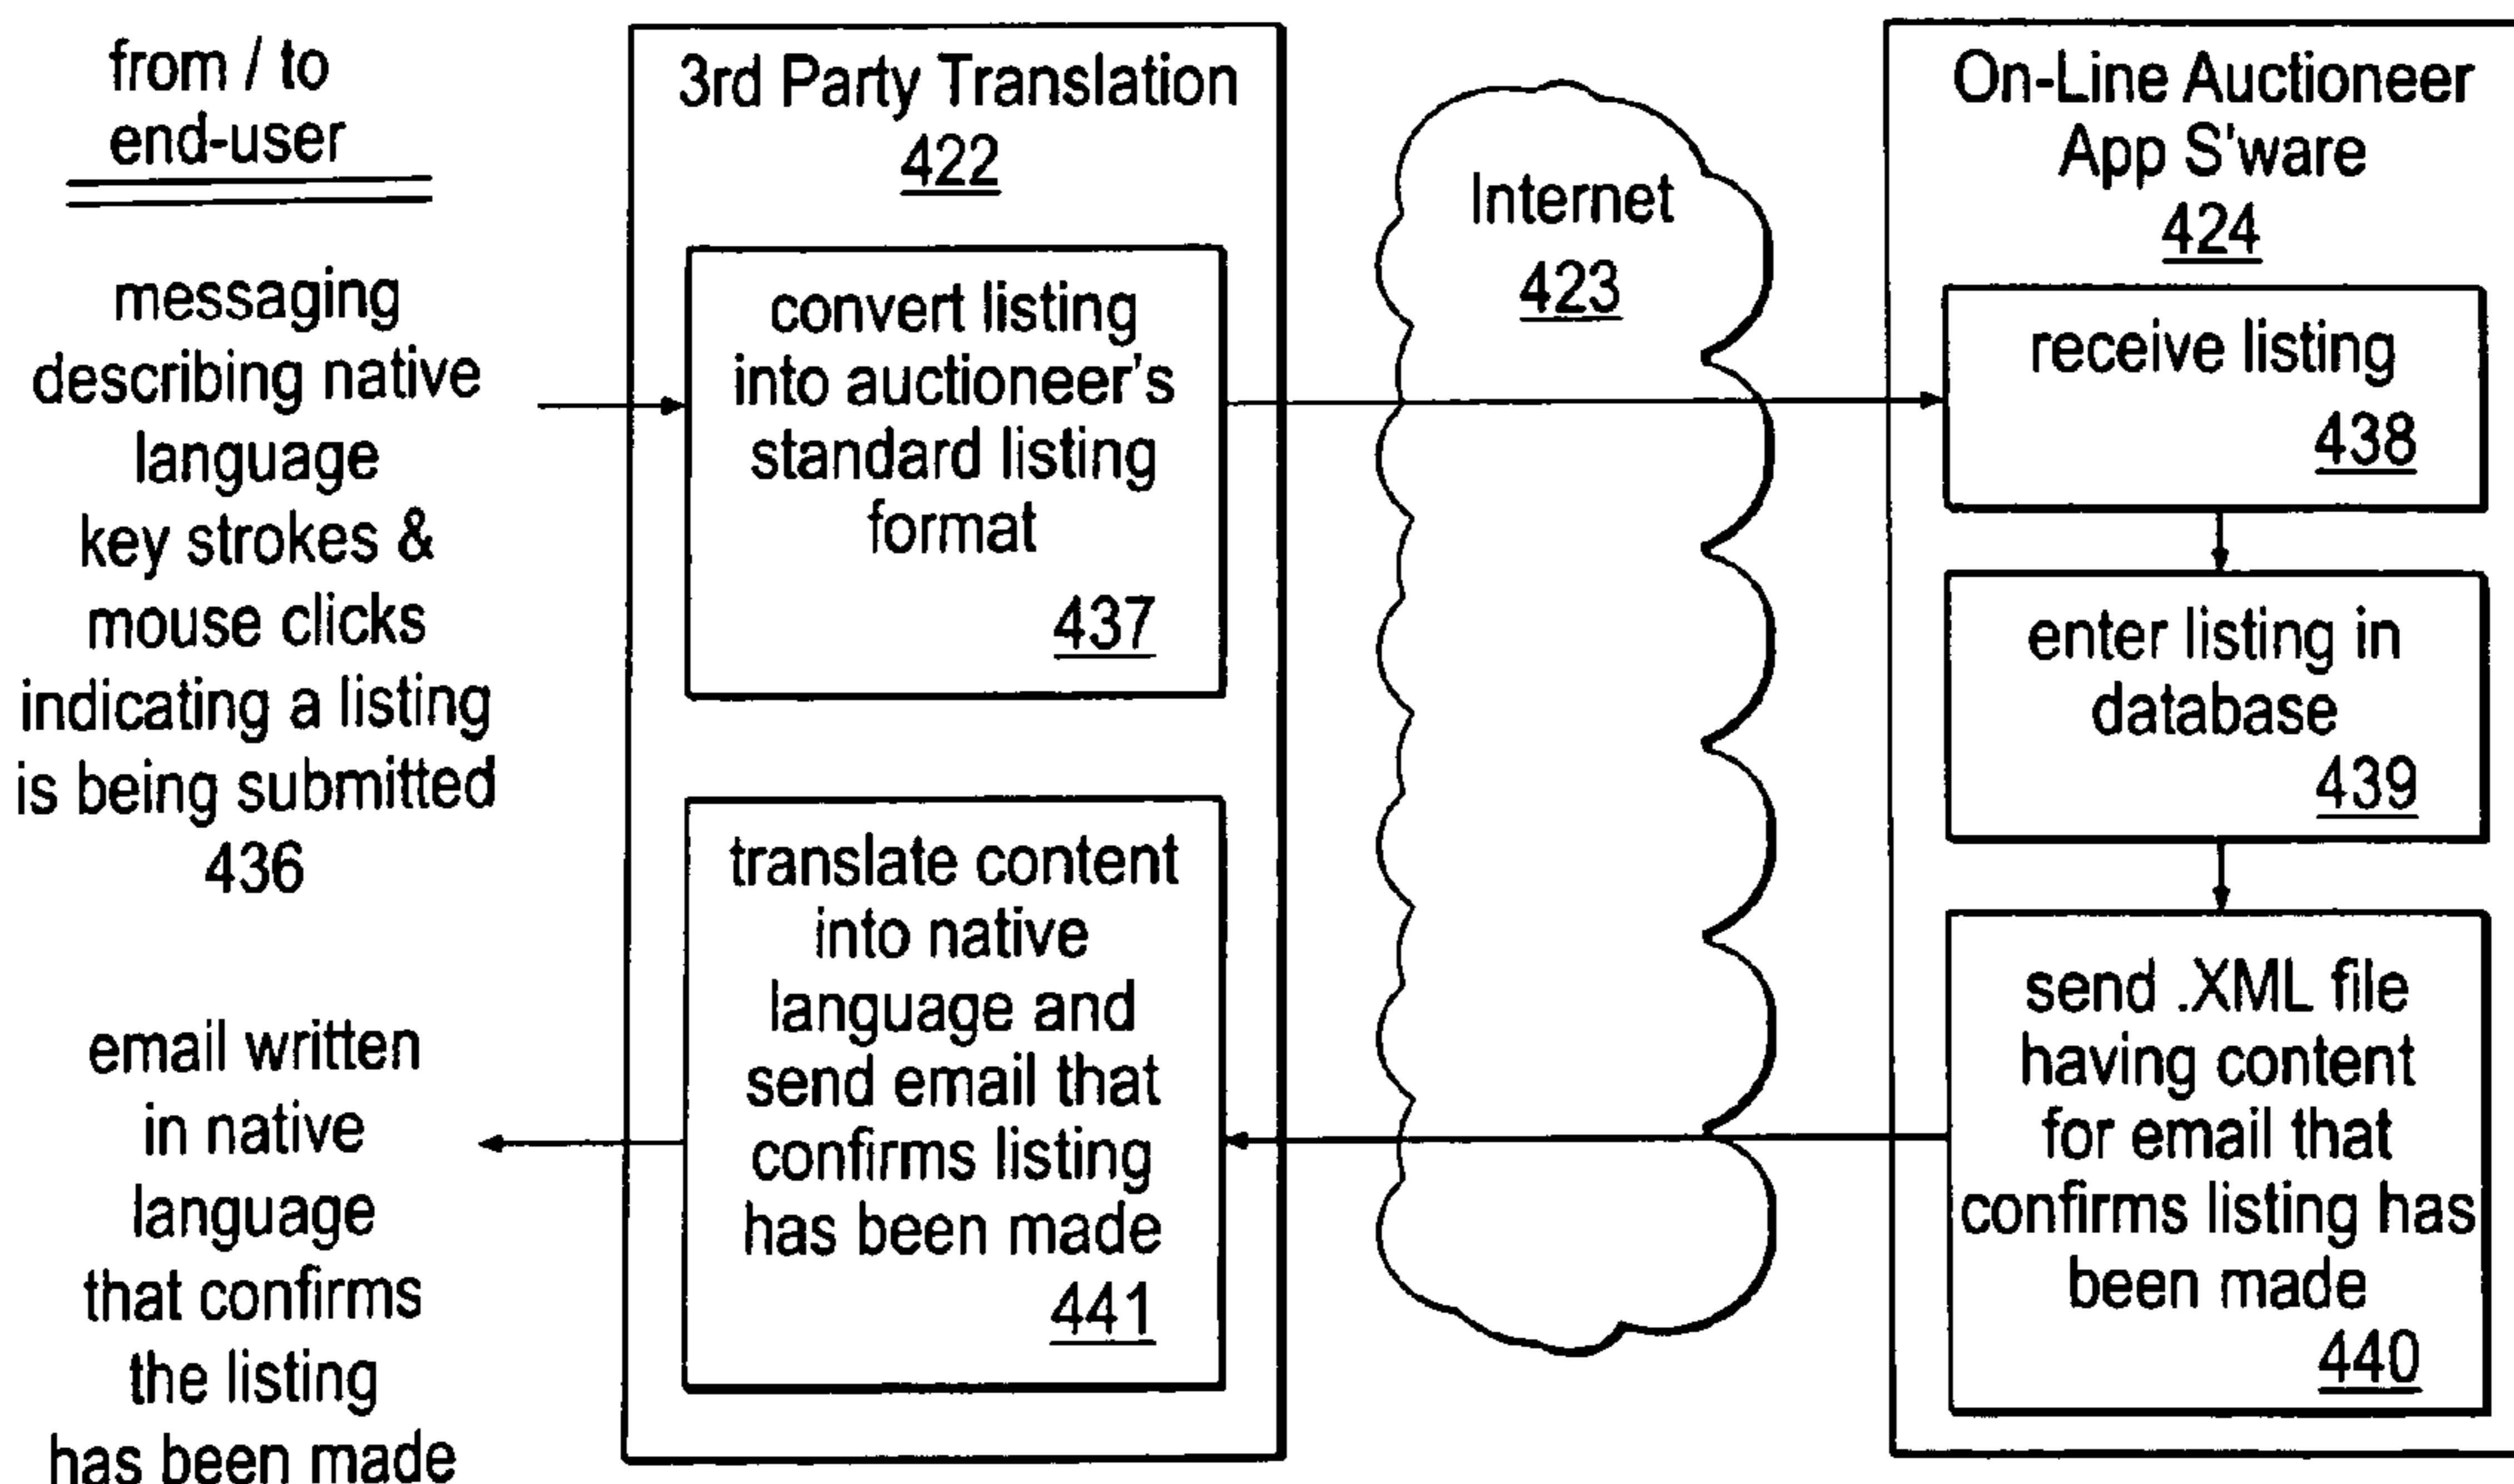 from / to
end-user
messaging
describing native
language
key strokes &
mouse clicks
indicating a listing
is being submitted
436
email written
in native
language
that confirms
the listing
has been made
3rd Party Translation
422
convert listing
into auctioneer's
standard listing
format
437
translate content
into native
language and
send email that
confirms listing
has been made
441
Internet
423
On-Line Auctioneer
App S'ware
424
receive listing
438
enter listing in
database
439
send .XML file
having content
for email that
confirms listing has
been made
440